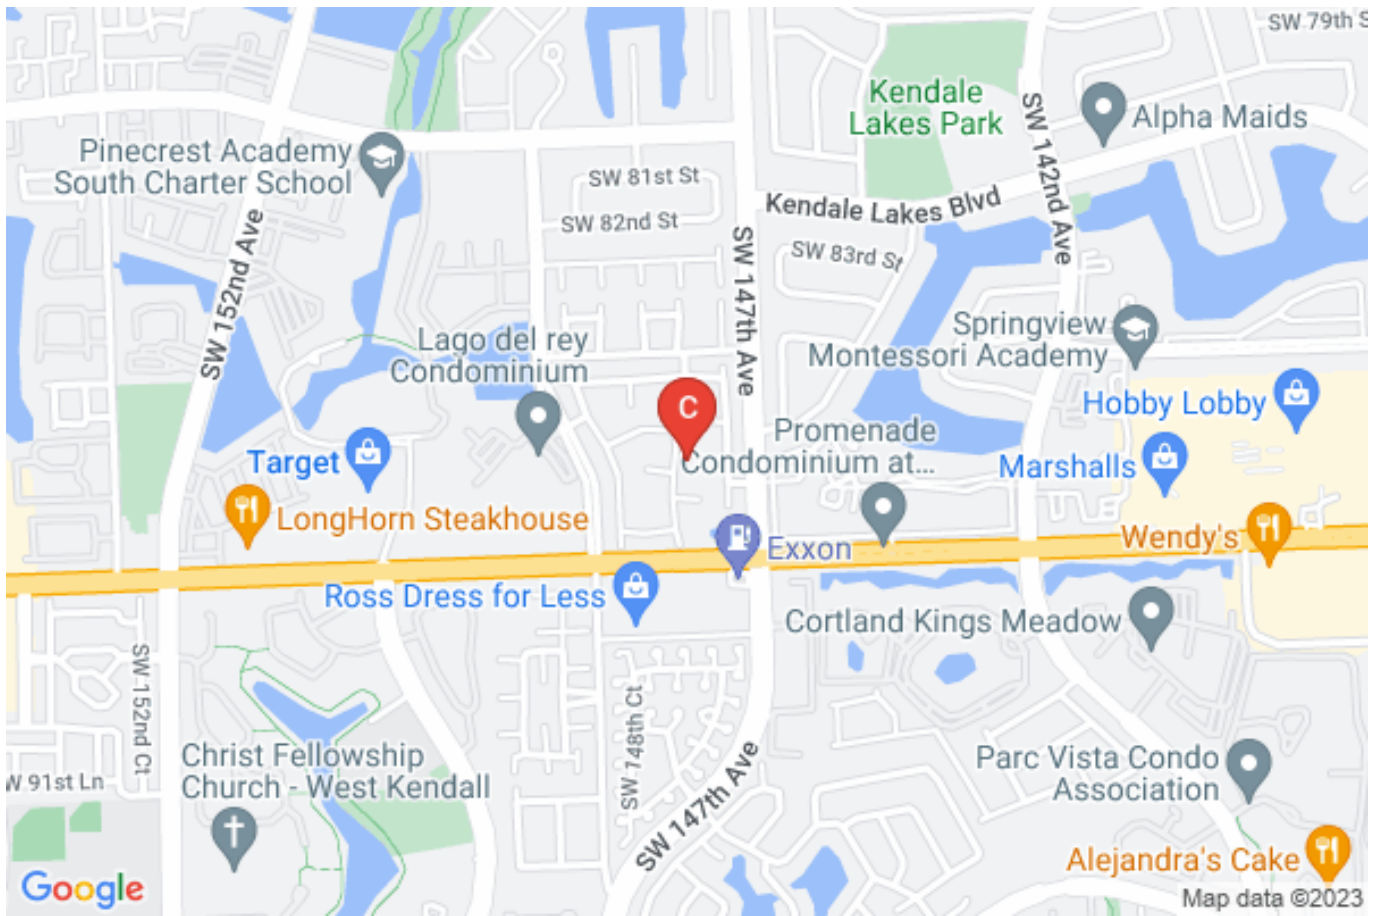 SW 79th S
Kendale
Lakes Park
SW 142nd Ave
Alpha Maids
Pinecrest Academy
South Charter School
SW 81st St
Kendale Lakes Blvd
SW 82nd St
SW 152nd Ave
SW 147th Ave
SW 83rd St
Lago del rey
Condominium
Springview
Montessori Academy
C
Hobby Lobby
Promenade
Condominium at...
Target
Marshalls
LongHorn Steakhouse
Wendy's
Exxon
Ross Dress for Less
Cortland Kings Meadow
SW 152nd Ct
SW 148th Ct
Christ Fellowship
Church - West Kendall
W 91st Ln
SW 147th Ave
Parc Vista Condo
Association
Alejandra's Cake
Google
Map data ©2023